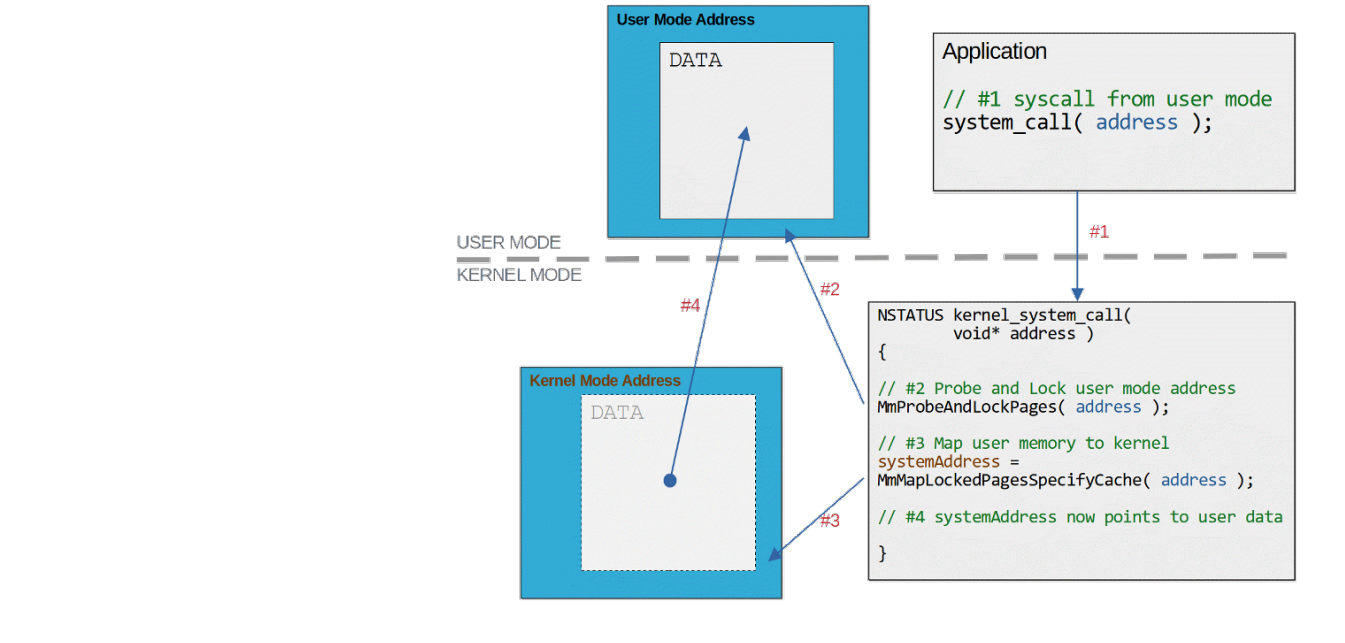 User Mode Address
DATA
Application
// #1 syscall from user mode
system_call( address );
#1
USER MODE
KERNEL MODE
#2
#4
NSTATUS kernel_system_call(
void* address )
{
// #2 Probe and Lock user mode address
MmProbeAndLockPages( address );
// #3 Map user memory to kernel
systemAddress =
MmMapLockedPagesSpecifyCache( address );
// #4 systemAddress now points to user data
}
Kernel Mode Address
DATA
#3